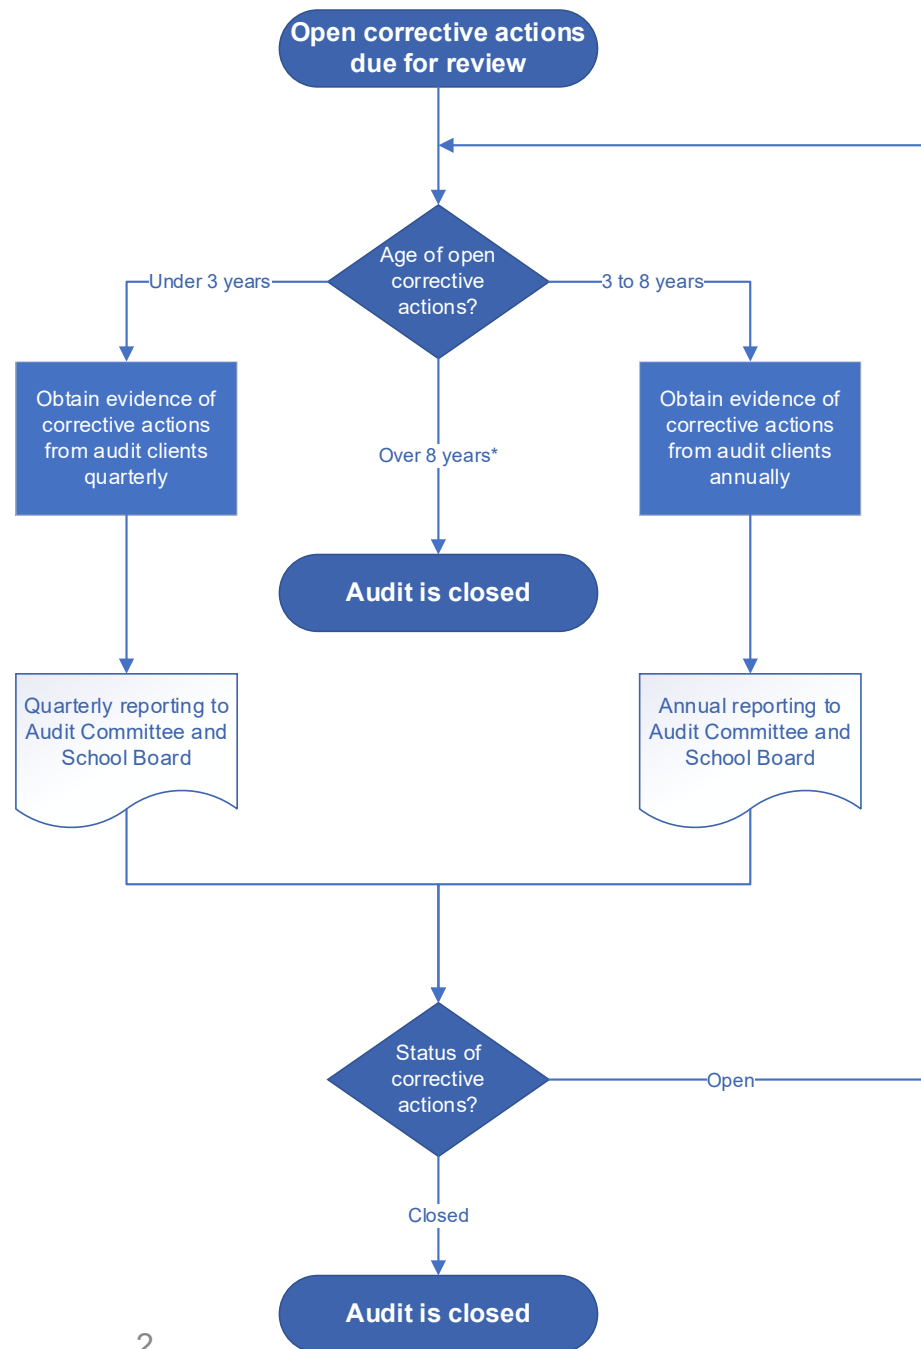 Open corrective actions
due for review
Age of open
corrective
actions?
Under 3 years
3 to 8 years
Obtain evidence of
corrective actions
from audit clients
quarterly
Over 8 years*
Obtain evidence of
corrective actions
from audit clients
annually
Audit is closed
Quarterly reporting to
Audit Committee and
School Board
Annual reporting to
Audit Committee and
School Board
Status of
corrective
actions?
Open
Closed
Audit is closed
2